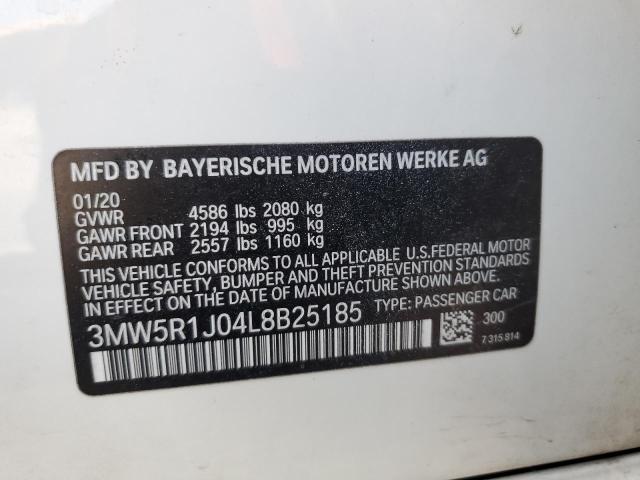 MFD BY BAYERISCHE MOTOREN WERKE AG
01/20
GVWR 4586 lbs 2080 kg
GAWR FRONT 2194 lbs 995 kg
GAWR REAR 2557 lbs 1160 kg
THIS VEHICLE CONFORMS TO ALL APPLICABLE U.S.FEDERAL MOTOR
VEHICLE SAFETY, BUMPER AND THEFT PREVENTION STANDARDS
IN EFFECT ON THE DATE OF MANUFACTURE SHOWN ABOVE.
3MW5R1J04L8B25185 TYPE: PASSENGER CAR
300
7 315 814